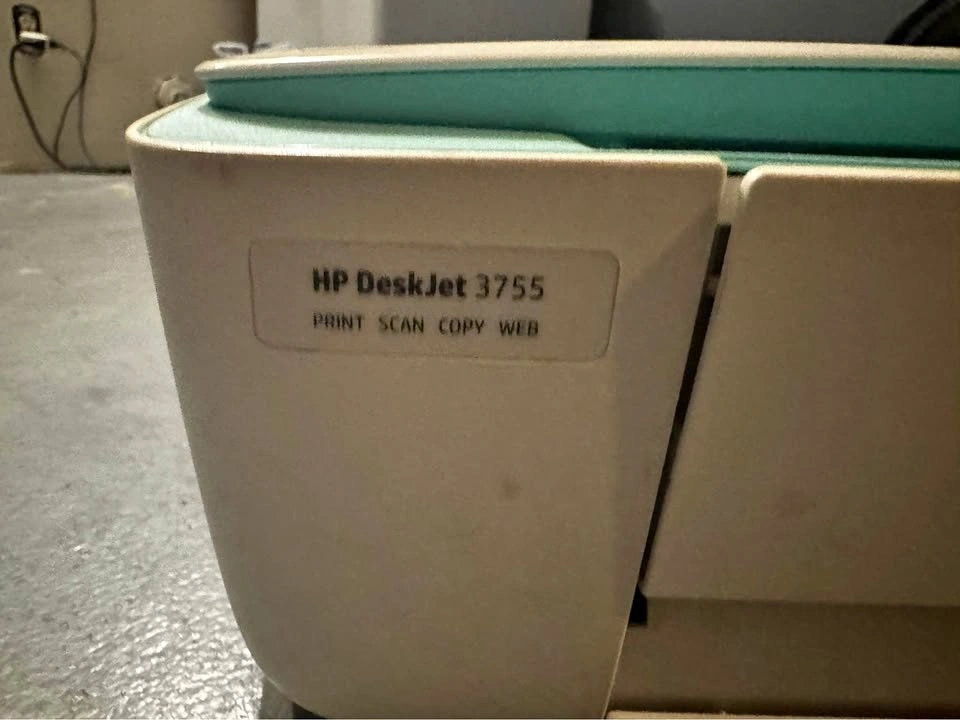 HP DeskJet 3755
PRINT SCAN COPY WEB